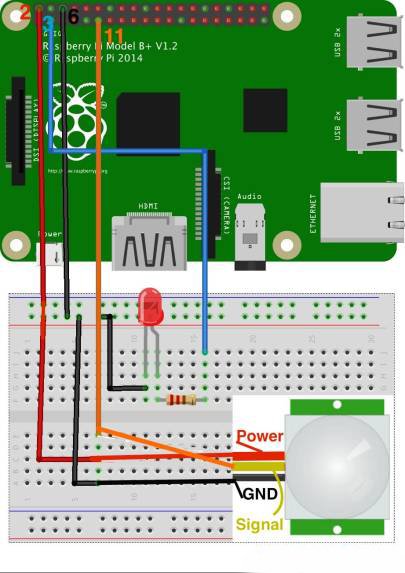 2 3 6 11
Raspberry Pi Model B+ V1.2
© Raspberry Pi 2014
USB 2x
USB 2x
DSI (DISPLAY)
http://www.raspberrypi.org
HDMI
CSI (CAMERA)
Audio
ETHERNET
Power
Power
GND
Signal